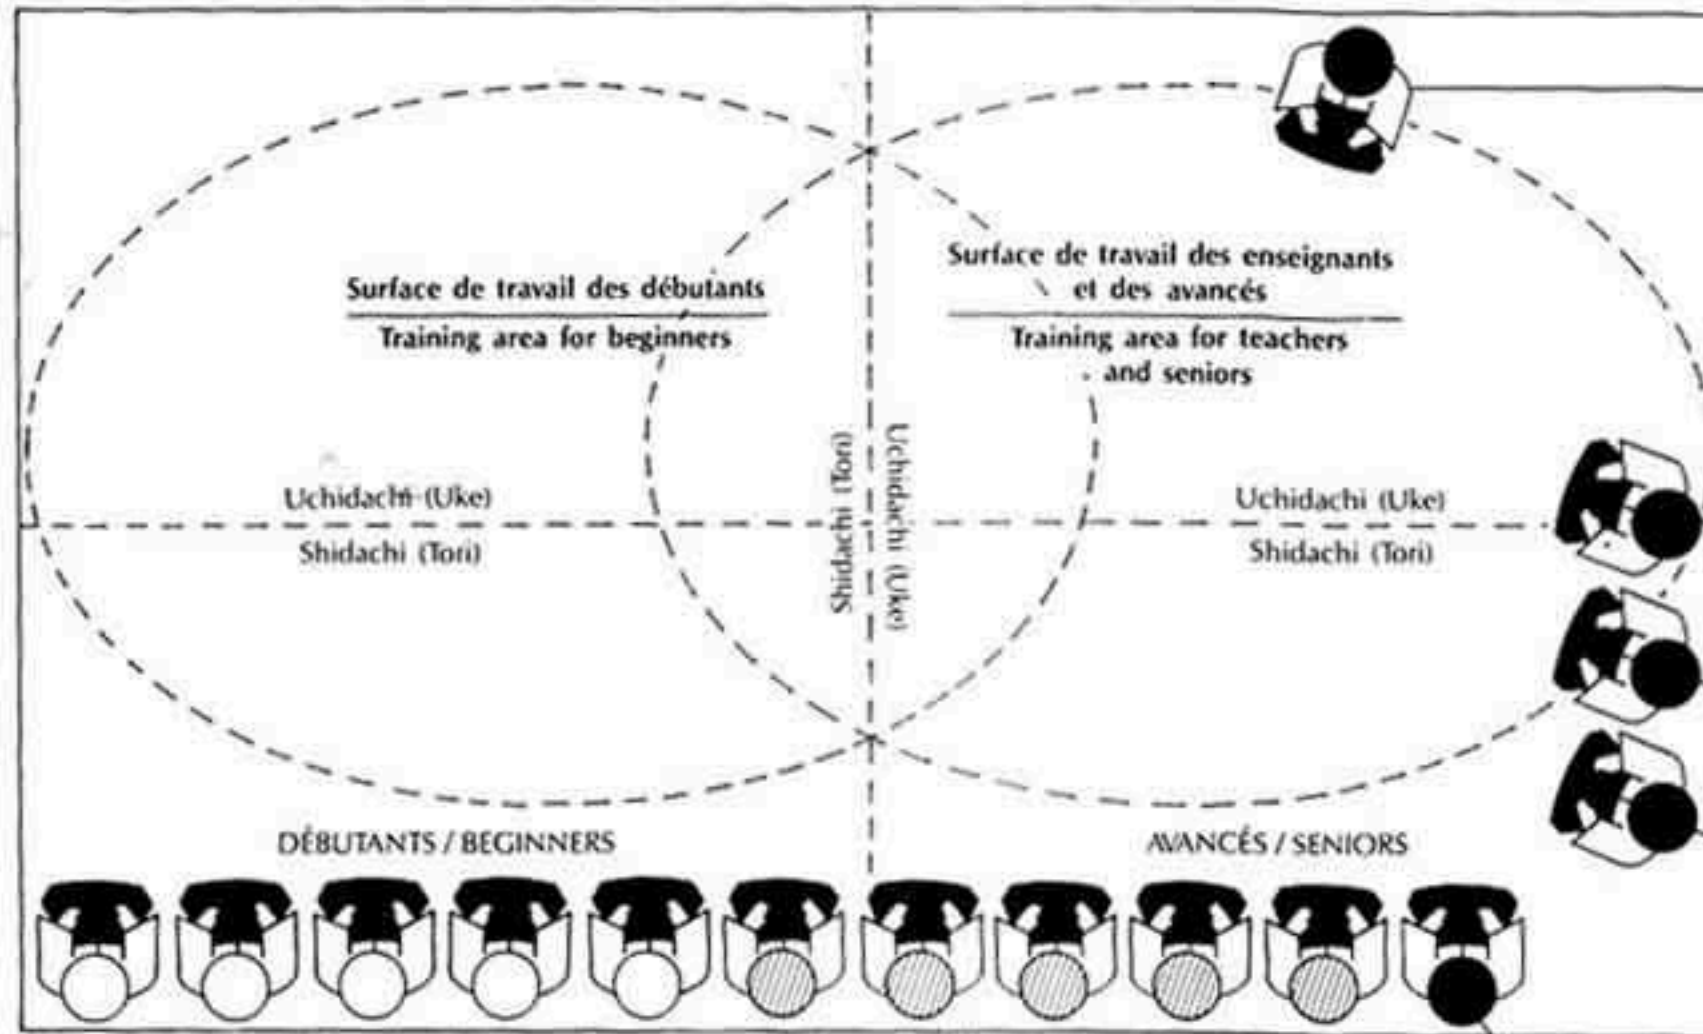 Surface de travail des débutants
Training area for beginners
Surface de travail des enseignants
et des avancés
Training area for teachers
and seniors
Uchidachi (Uke)
Shidachi (Tori)
Shidachi (Tori)
Uchidachi (Uke)
Uchidachi (Uke)
Shidachi (Tori)
DÉBUTANTS / BEGINNERS
AVANCÉS / SENIORS